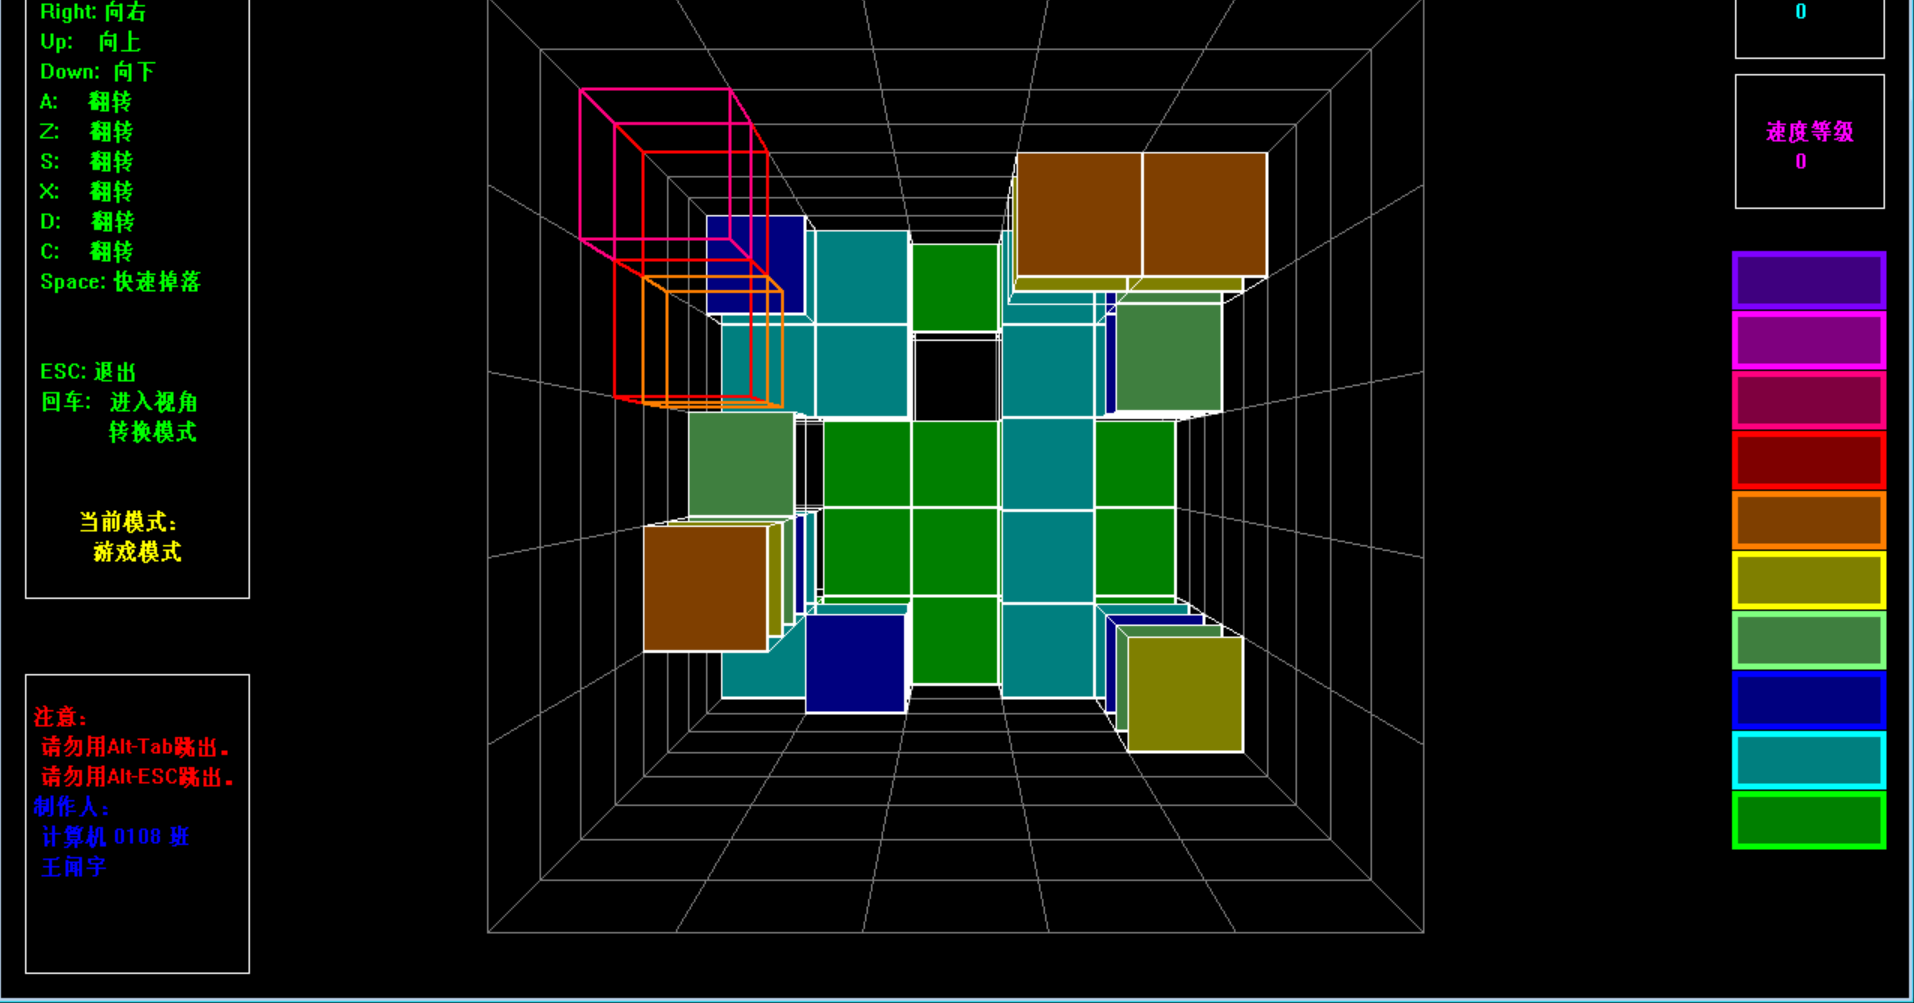 Right: 向右
Up: 向上
Down: 向下
A: 翻转
Z: 翻转
S: 翻转
X: 翻转
D: 翻转
C: 翻转
Space: 快速掉落
ESC: 退出
回车: 进入视角
转换模式
当前模式:
游戏模式
注意:
请勿用Alt-Tab跳出。
请勿用Alt-ESC跳出。
制作人:
计算机 0108 班
王闻宇
0
速度等级
0